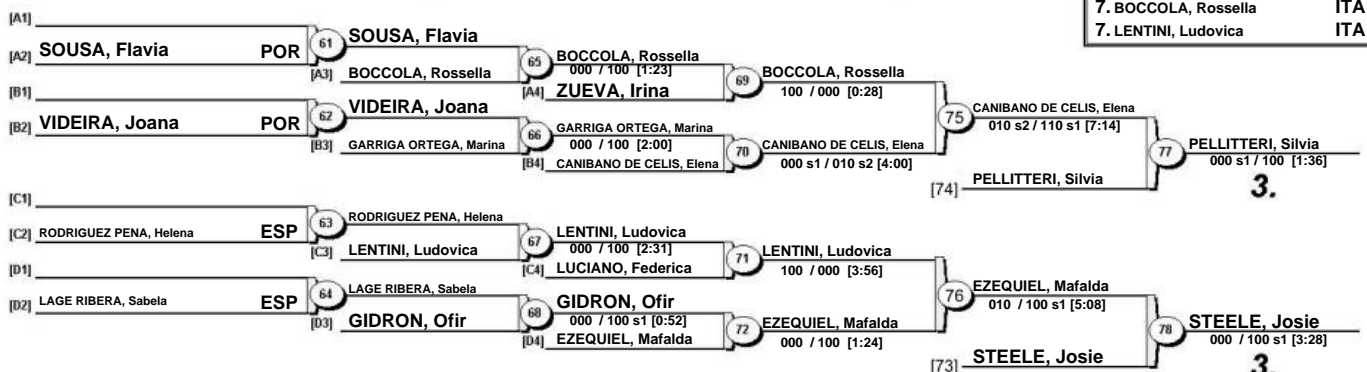 7. BOCCOLA, Rossella ITA
7. LENTINI, Ludovica ITA
[A1]
[A2] SOUSA, Flavia POR
61
SOUSA, Flavia
[A3] BOCCOLA, Rossella
65
BOCCOLA, Rossella
000 / 100 [1:23]
[A4] ZUEVA, Irina
69
BOCCOLA, Rossella
100 / 000 [0:28]
[B1]
[B2] VIDEIRA, Joana POR
62
VIDEIRA, Joana
[B3] GARRIGA ORTEGA, Marina
66
GARRIGA ORTEGA, Marina
000 / 100 [2:00]
[B4] CANIBANO DE CELIS, Elena
70
CANIBANO DE CELIS, Elena
000 s1 / 010 s2 [4:00]
75
CANIBANO DE CELIS, Elena
010 s2 / 110 s1 [7:14]
[74] PELLITTERI, Silvia
77
PELLITTERI, Silvia
000 s1 / 100 [1:36]
3.
[C1]
[C2] RODRIGUEZ PENA, Helena ESP
63
RODRIGUEZ PENA, Helena
[C3] LENTINI, Ludovica
67
LENTINI, Ludovica
000 / 100 [2:31]
[C4] LUCIANO, Federica
71
LENTINI, Ludovica
100 / 000 [3:56]
[D1]
[D2] LAGE RIBERA, Sabela ESP
64
LAGE RIBERA, Sabela
[D3] GIDRON, Ofir
68
GIDRON, Ofir
000 / 100 s1 [0:52]
[D4] EZEQUIEL, Mafalda
72
EZEQUIEL, Mafalda
000 / 100 [1:24]
76
EZEQUIEL, Mafalda
010 / 100 s1 [5:08]
[73] STEELE, Josie
78
STEELE, Josie
000 / 100 s1 [3:28]
3.